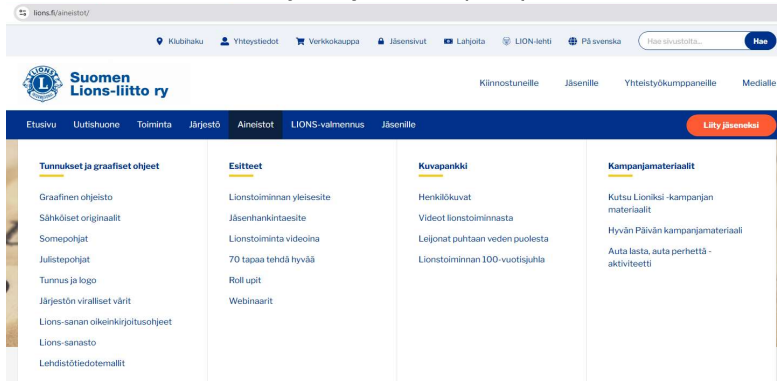 lions.fi/aineistot/
Klubihaku Yhteystiedot Verkkokauppa Jäsensivut Lahjoita LION-lehti På svenska Hae sivustolta... Hae
LIONS
L
Suomen
Lions-liitto ry
Kiinnostuneille Jäsenille Yhteistyökumppaneille Medialle
Etusivu Uutishuone Toiminta Järjestö Aineistot LIONS-valmennus Jäsenille Liity jäseneksi
Tunnukset ja graafiset ohjeet
Graafinen ohjeisto
Sähköiset originaalit
Somepohjat
Julistepohjat
Tunnus ja logo
Järjestön viralliset värit
Lions-sanan oikeinkirjoitusohjeet
Lions-sanasto
Lehdistötiedotemallit
Esitteet
Lionstoiminnan yleisesite
Jäsenhankintaesite
Lionstoiminta videoina
70 tapaa tehdä hyvää
Roll upit
Webinaarit
Kuvapankki
Henkilökuvat
Videot lionstoiminnasta
Leijonat puhtaan veden puolesta
Lionstoiminnan 100-vuotisjuhla
Kampanjamateriaalit
Kutsu Lioniksi -kampanjan
materiaalit
Hyvän Päivän kampanjamateriaali
Auta lasta, auta perhettä -
aktiviteetti